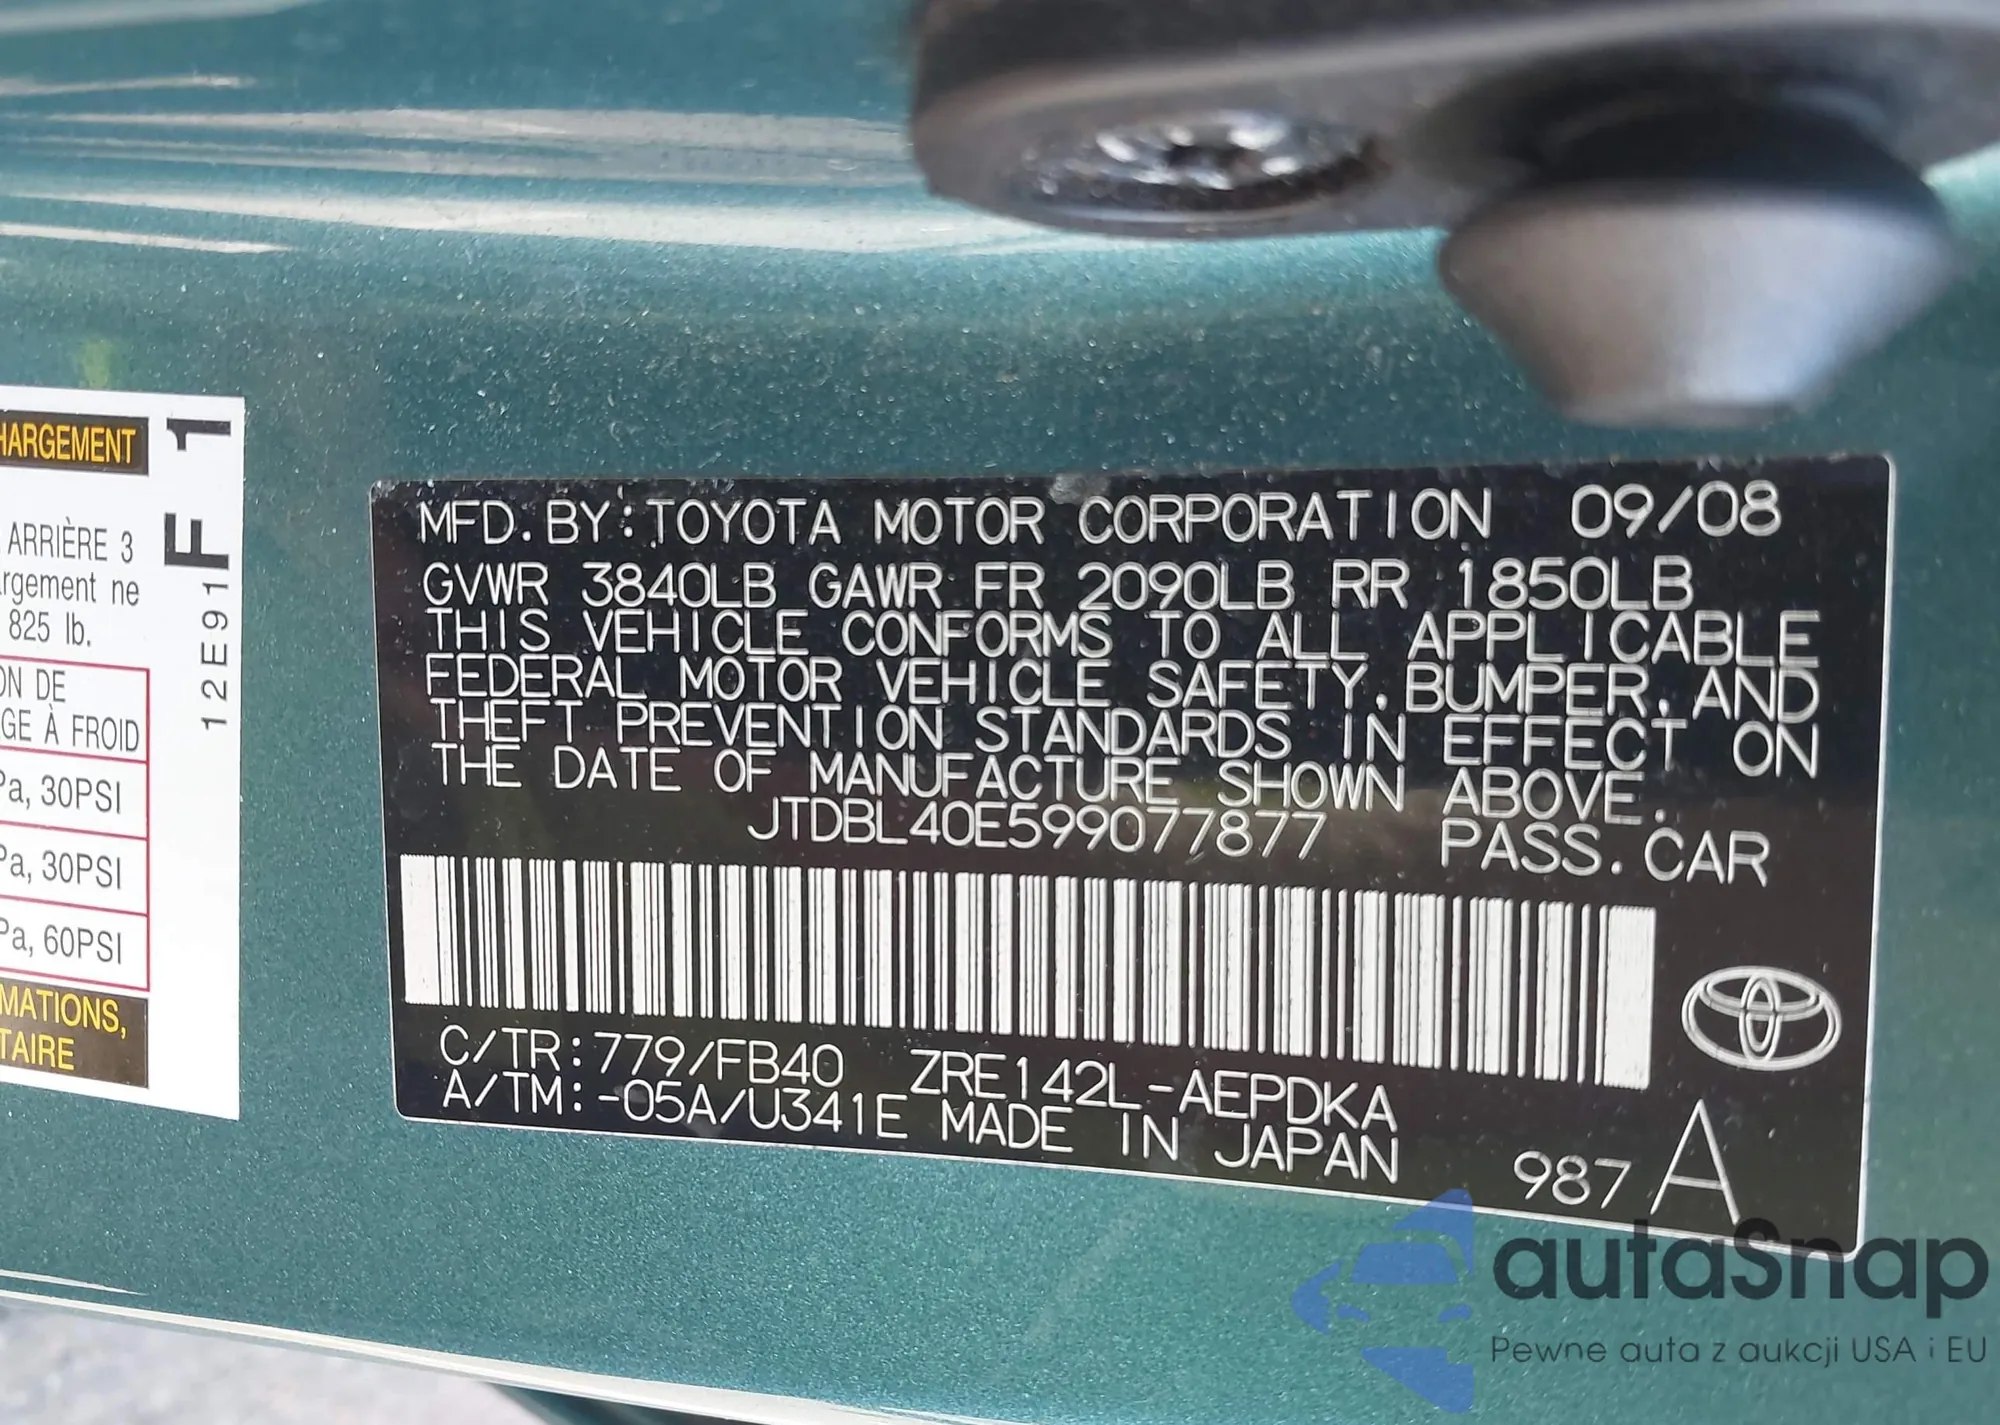 HARGEMENT
ARRIÈRE 3
rgement ne
825 lb.
ON DE
GE À FROID
Pa, 30PSI
Pa, 30PSI
Pa, 60PSI
MATIONS,
TAIRE
F 1
12E91
MFD. BY: TOYOTA MOTOR CORPORATION 09/08
GVWR 3840LB GAWR FR 2090LB RR 1850LB
THIS VEHICLE CONFORMS TO ALL APPLICABLE
FEDERAL MOTOR VEHICLE SAFETY, BUMPER, AND
THEFT PREVENTION STANDARDS IN EFFECT ON
THE DATE OF MANUFACTURE SHOWN ABOVE.
JTDBL40E599077877 PASS. CAR
C/TR: 779/FB40 ZRE142L-AEPDKA
A/TM: -05A/U341E MADE IN JAPAN
987 A
autaSnap
Pewne auta z aukcji USA i EU